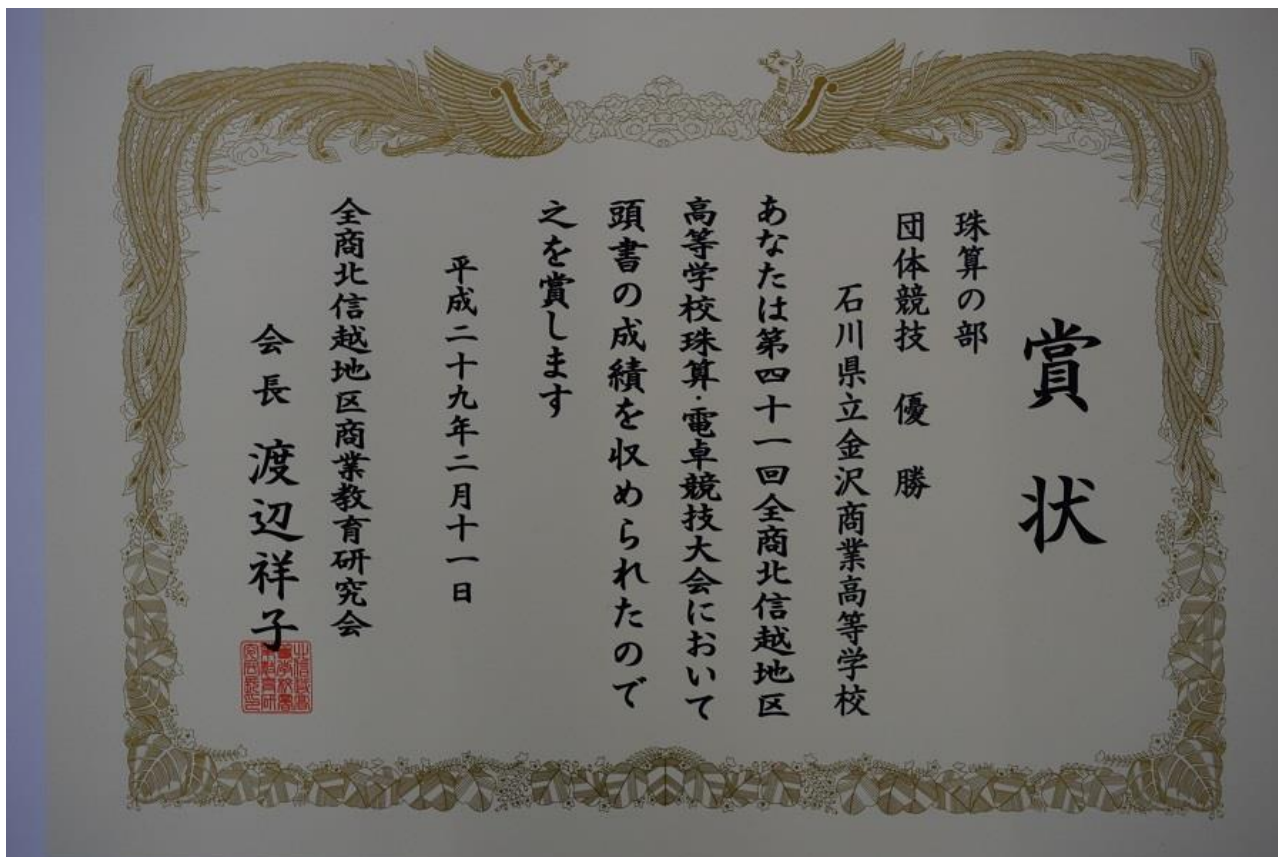 賞状
珠算の部
団体競技 優勝
石川県立金沢商業高等学校
あなたは第四十一回全商北信越地区
高等学校珠算・電卓競技大会において
頭書の成績を収められたので
之を賞します
平成二十九年二月十一日
全商北信越地区商業教育研究会
会長 渡辺祥子